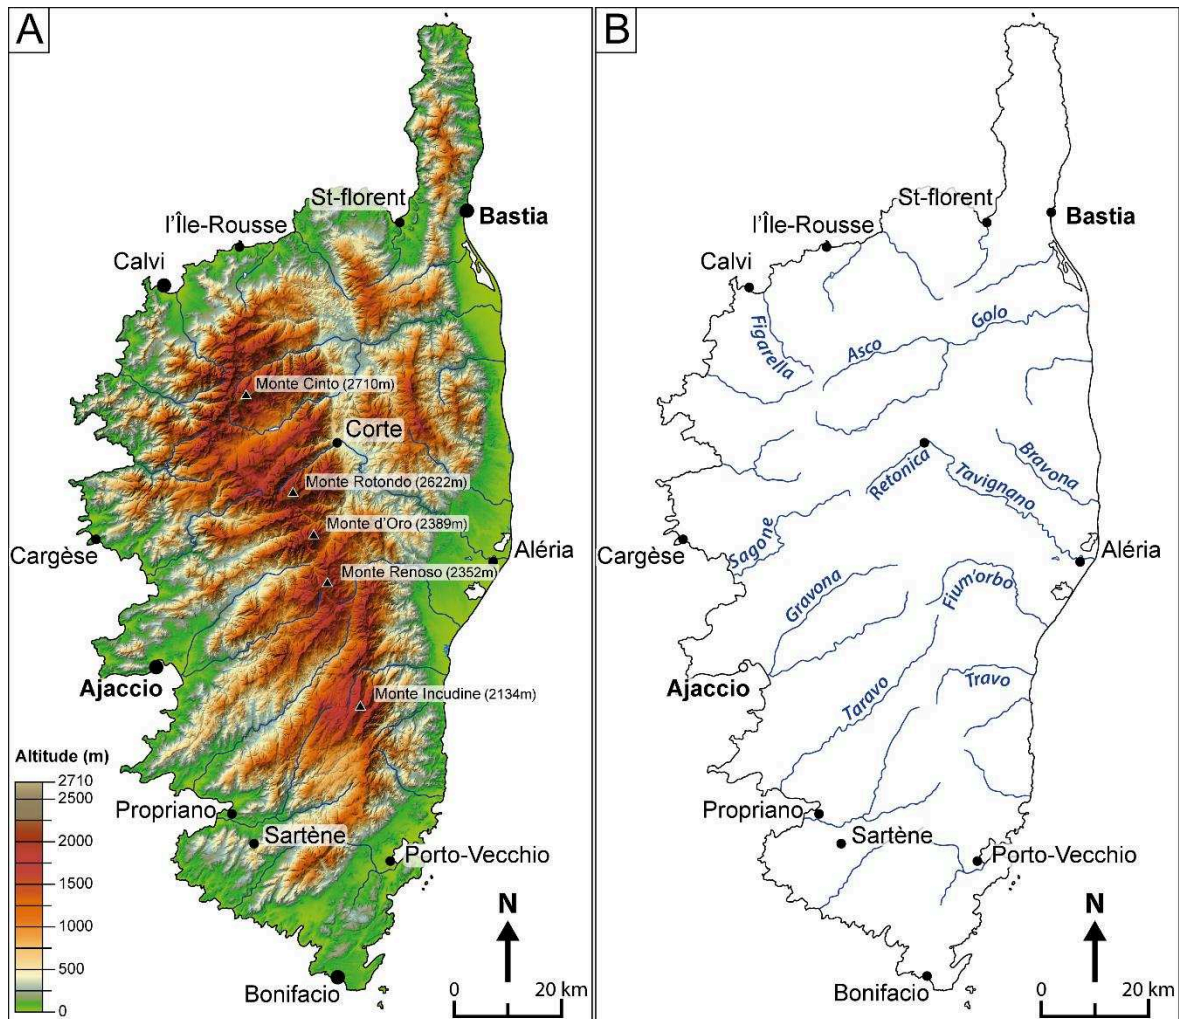 A
St-florent
Bastia
l'Île-Rousse
Calvi
Monte Cinto (2710m)
Corte
Monte Rotondo (2622m)
Monte d'Oro (2389m)
Cargèse
Aléria
Monte Renoso (2352m)
Ajaccio
Monte Incudine (2134m)
Altitude (m)
2710
2500
2000
1500
1000
500
0
Propriano
Sartène
Porto-Vecchio
Bonifacio
N
0 20 km
B
St-florent
Bastia
l'Île-Rousse
Calvi
Figarella
Asco
Golo
Bravona
Retonica
Tavignano
Sagone
Cargèse
Aléria
Gravona
Fium'orbo
Ajaccio
Taravo
Travo
Propriano
Sartène
Porto-Vecchio
Bonifacio
N
0 20 km